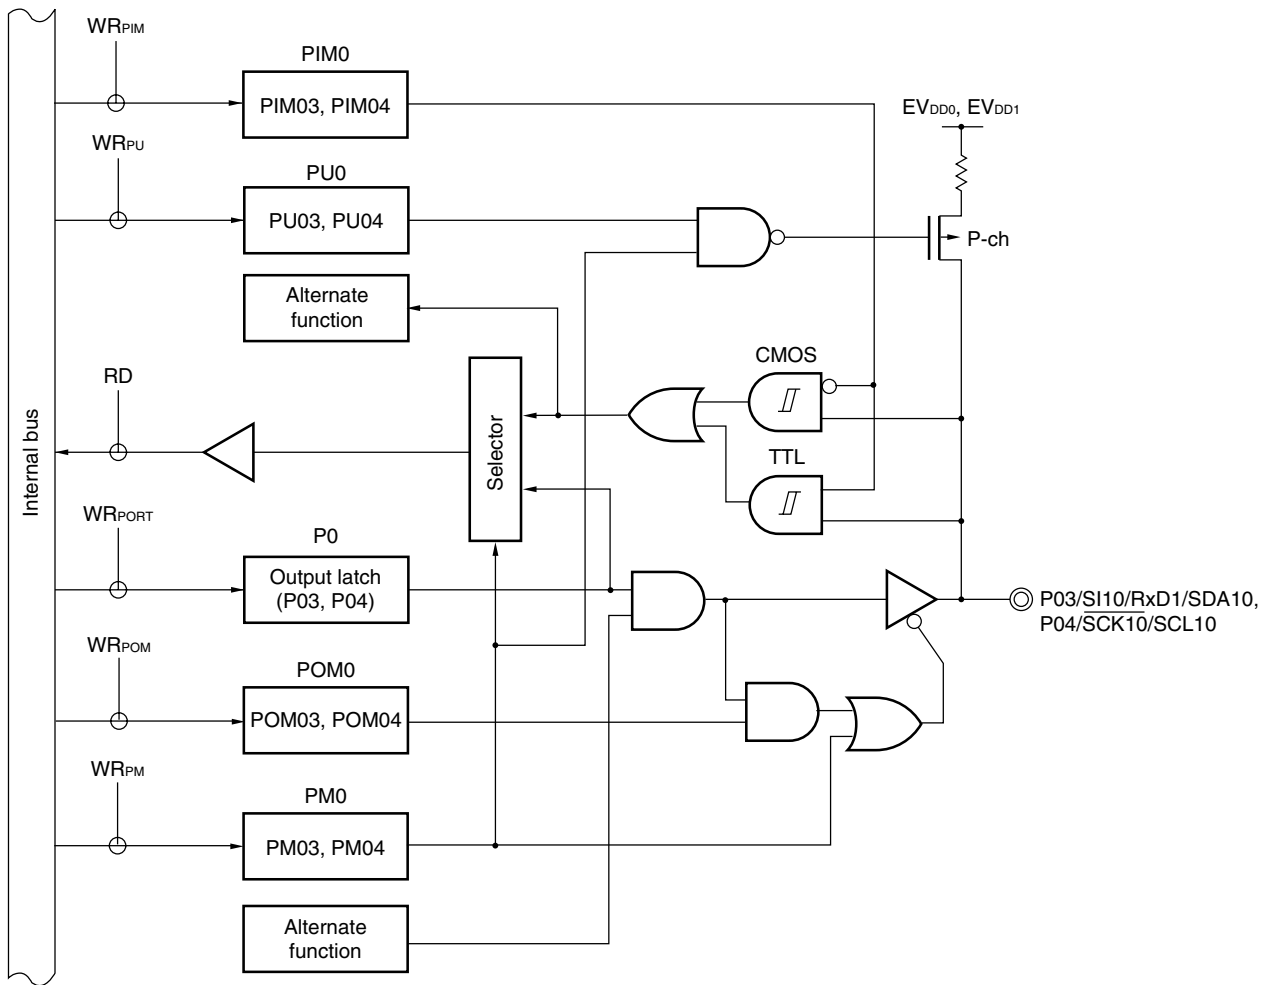 WRPIM
PIM0
PIM03, PIM04
EVDD0, EVDD1
WRPU
PU0
PU03, PU04
P-ch
Alternate
function
CMOS
RD
Selector
TTL
Internal bus
WRPORT
P0
Output latch
(P03, P04)
P03/SI10/RxD1/SDA10,
P04/SCK10/SCL10
WRPOM
POM0
POM03, POM04
WRPM
PM0
PM03, PM04
Alternate
function